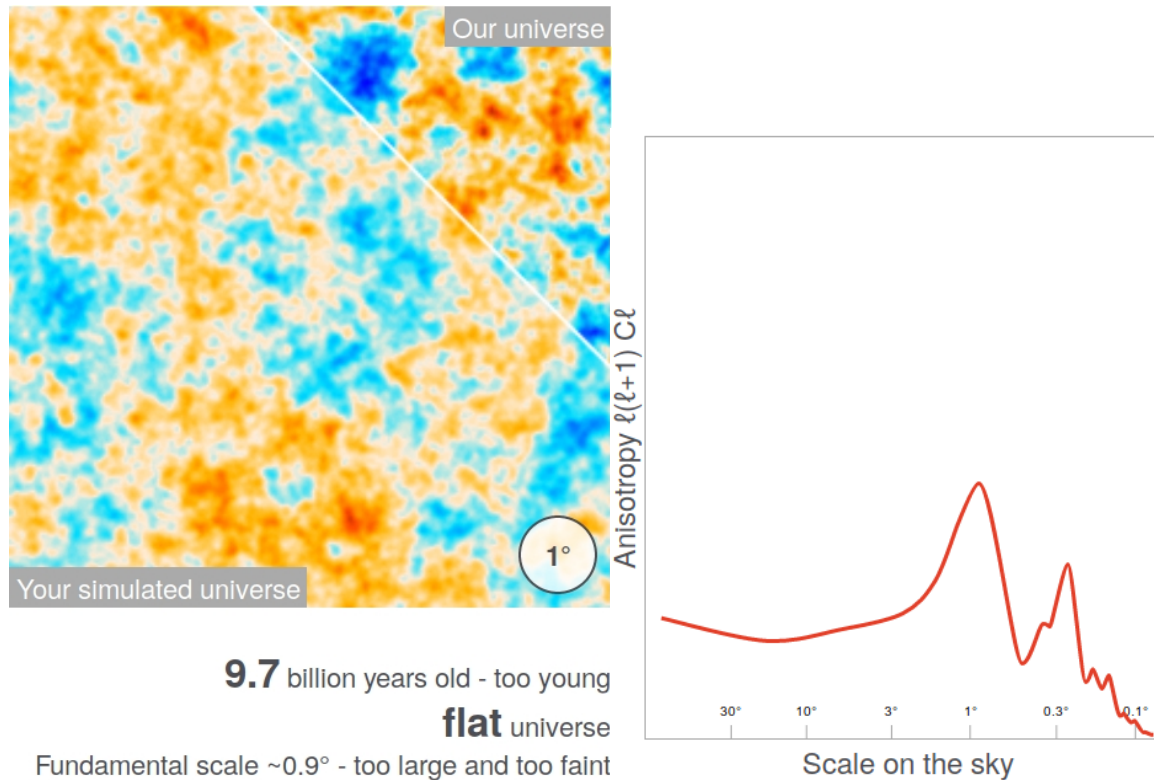 Our universe
1°
Your simulated universe
9.7 billion years old - too young
flat universe
Fundamental scale ~0.9° - too large and too faint
Anisotropy ℓ(ℓ+1) Cℓ
30° 10° 3° 1° 0.3° 0.1°
Scale on the sky